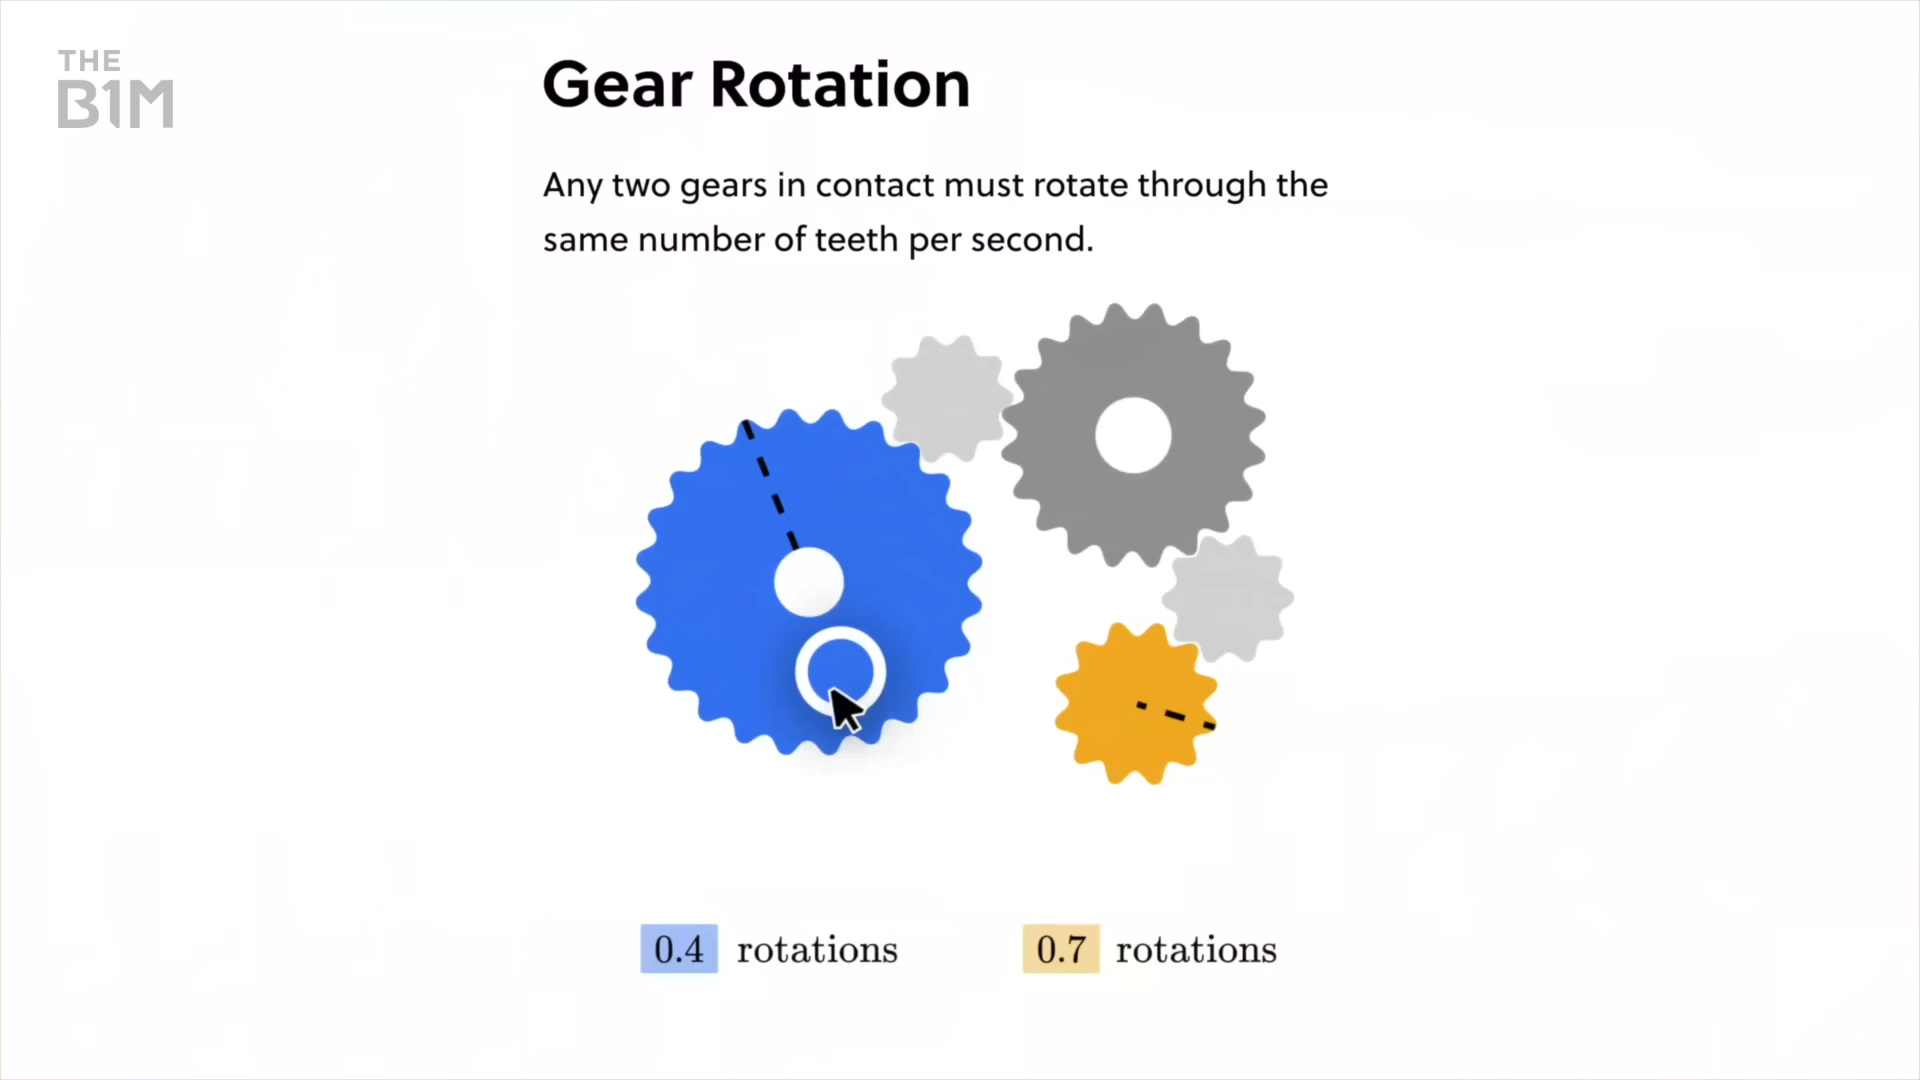 THE
B1M
Gear Rotation
Any two gears in contact must rotate through the
same number of teeth per second.
0.4 rotations
0.7 rotations